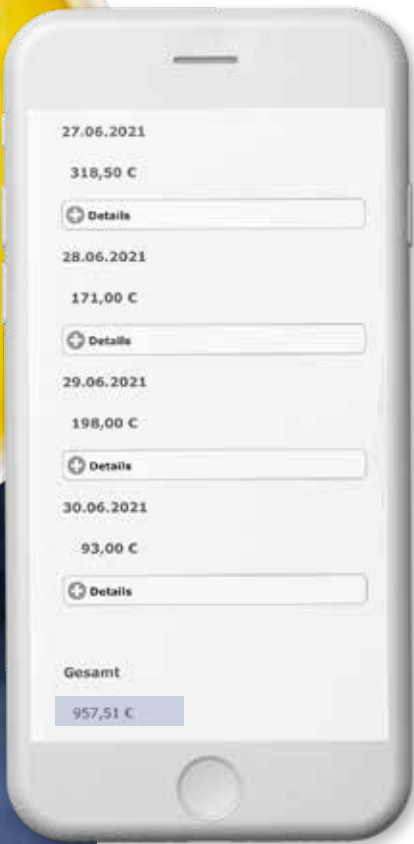 27.06.2021
318,50 €
Details
28.06.2021
171,00 €
Details
29.06.2021
198,00 €
Details
30.06.2021
93,00 €
Details
Gesamt
957,51 €